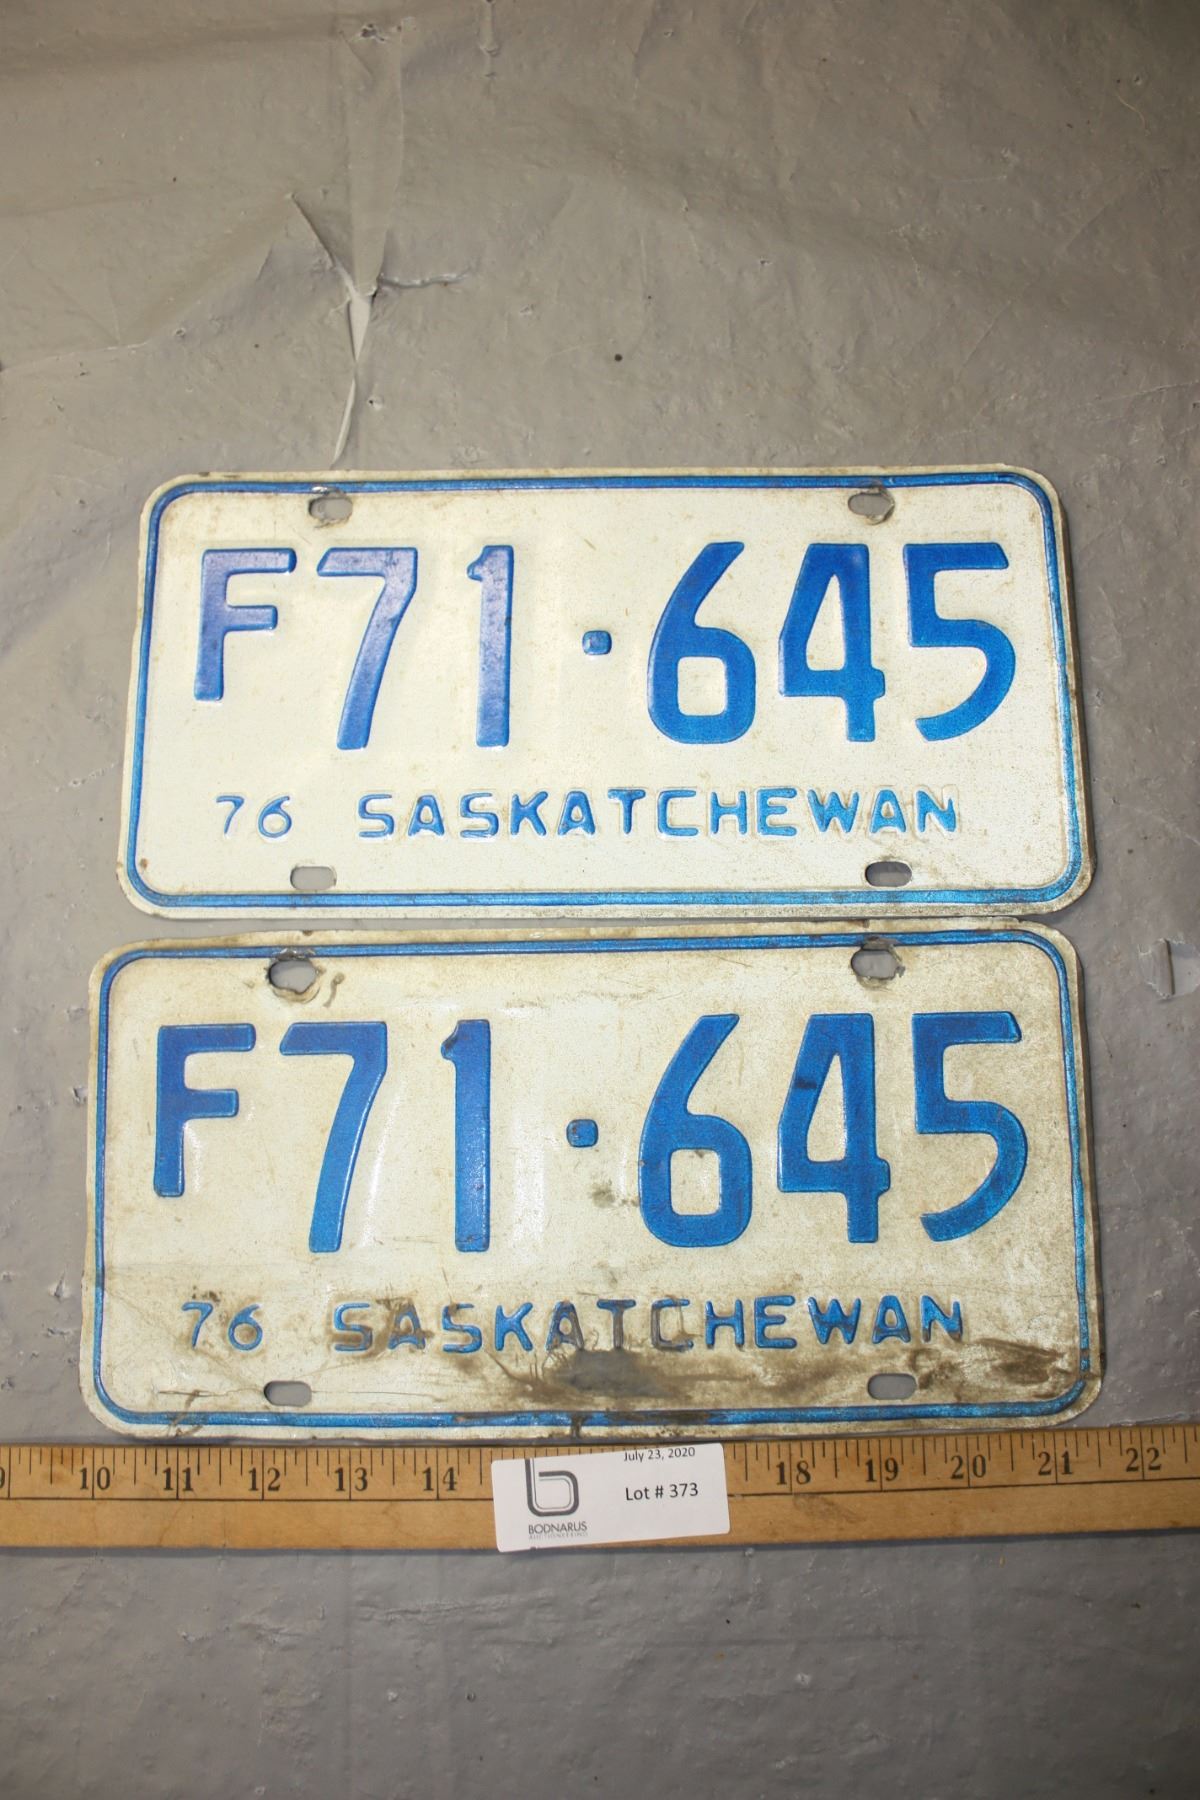 F71·645
76 SASKATCHEWAN
F71·645
76 SASKATCHEWAN
10 11 12 13 14 18 19 20 21 22
July 23, 2020
Lot # 373
b
BODNARUS
AUCTIONEERING